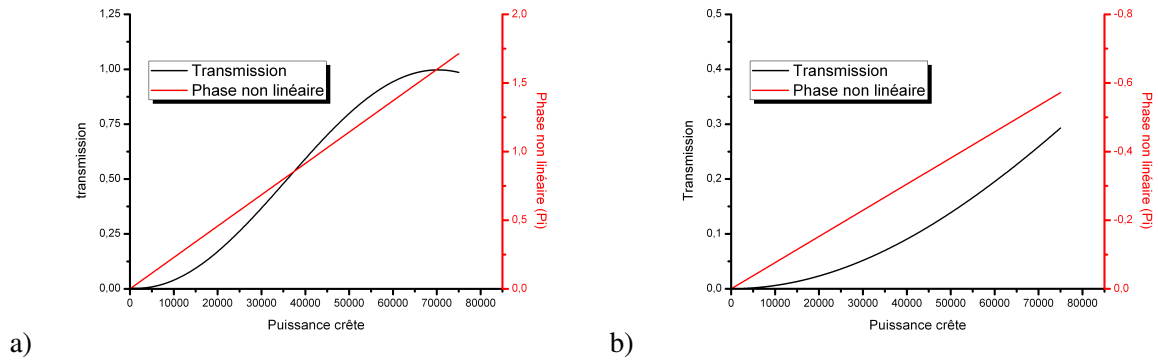 1,25
1,00
0,75
0,50
0,25
0,00
transmission
Transmission
Phase non linéaire
2,0
1,5
1,0
0,5
0,0
Phase non linéaire (Pi)
0 10000 20000 30000 40000 50000 60000 70000 80000
Puissance crête
a)
0,5
0,4
0,3
0,2
0,1
0,0
Transmission
Transmission
Phase non linéaire
-0,8
-0,6
-0,4
-0,2
0,0
Phase non linéaire (Pi)
0 10000 20000 30000 40000 50000 60000 70000 80000
Puissance crête
b)